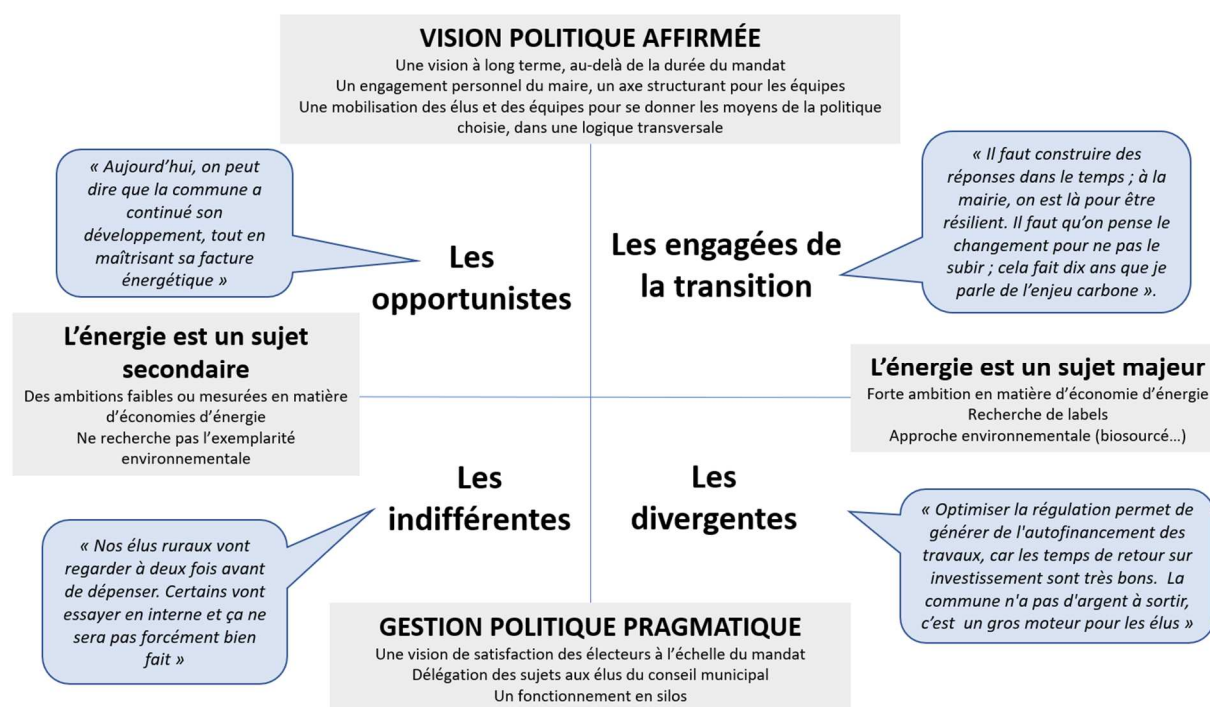 VISION POLITIQUE AFFIRMÉE
Une vision à long terme, au-delà de la durée du mandat
Un engagement personnel du maire, un axe structurant pour les équipes
Une mobilisation des élus et des équipes pour se donner les moyens de la politique
choisie, dans une logique transversale
« Aujourd’hui, on peut
dire que la commune a
continué son
développement, tout en
maîtrisant sa facture
énergétique »
Les
opportunistes
Les engagées de
la transition
« Il faut construire des
réponses dans le temps ; à la
mairie, on est là pour être
résilient. Il faut qu’on pense le
changement pour ne pas le
subir ; cela fait dix ans que je
parle de l’enjeu carbone ».
L’énergie est un sujet
secondaire
Des ambitions faibles ou mesurées en matière
d’économies d’énergie
Ne recherche pas l’exemplarité
environnementale
L’énergie est un sujet majeur
Forte ambition en matière d’économie d’énergie
Recherche de labels
Approche environnementale (biosourcé...)
Les
indifférentes
Les
divergentes
« Nos élus ruraux vont
regarder à deux fois avant
de dépenser. Certains vont
essayer en interne et ça ne
sera pas forcément bien
fait »
« Optimiser la régulation permet de
générer de l'autofinancement des
travaux, car les temps de retour sur
investissement sont très bons.  La
commune n'a pas d'argent à sortir,
c’est  un gros moteur pour les élus »
GESTION POLITIQUE PRAGMATIQUE
Une vision de satisfaction des électeurs à l’échelle du mandat
Délégation des sujets aux élus du conseil municipal
Un fonctionnement en silos